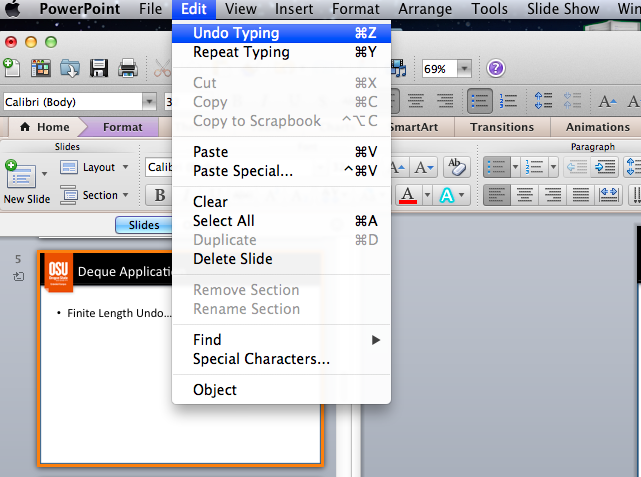 PowerPoint File Edit View Insert Format Arrange Tools Slide Show Win
Undo Typing ⌘Z
Repeat Typing ⌘Y
Cut ⌘X
Copy ⌘C
Copy to Scrapbook ^⌥C
Paste ⌘V
Paste Special... ^⌘V
Clear
Select All ⌘A
Duplicate ⌘D
Delete Slide
Remove Section
Rename Section
Find
Special Characters...
Object
69%
Calibri (Body) 3
Home Format SmartArt Transitions Animations
Slides Paragraph
New Slide
Layout
Section
Calib
B
Slides
5
OSU
Deque Applicati
• Finite Length Undo...